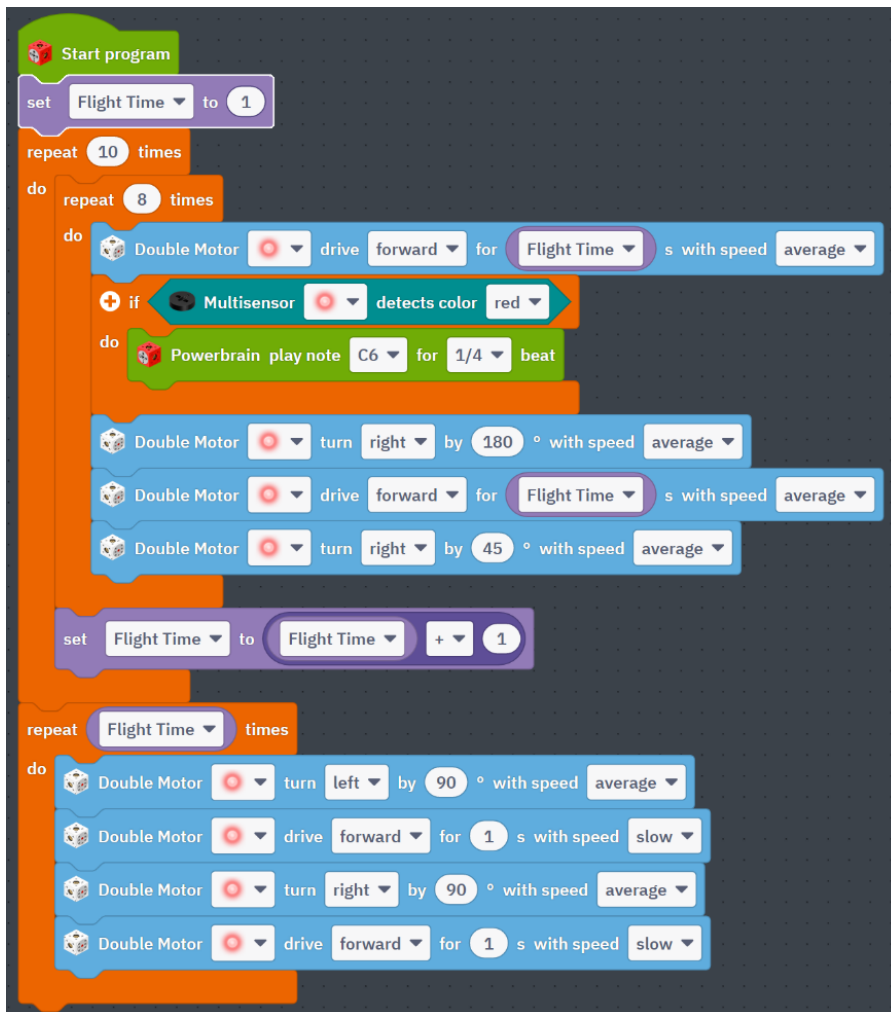 Start program
set Flight Time to 1
repeat 10 times
do repeat 8 times
do Double Motor drive forward for Flight Time s with speed average
if Multisensor detects color red
do Powerbrain play note C6 for 1/4 beat
Double Motor turn right by 180 ° with speed average
Double Motor drive forward for Flight Time s with speed average
Double Motor turn right by 45 ° with speed average
set Flight Time to Flight Time + 1
repeat Flight Time times
do Double Motor turn left by 90 ° with speed average
Double Motor drive forward for 1 s with speed slow
Double Motor turn right by 90 ° with speed average
Double Motor drive forward for 1 s with speed slow